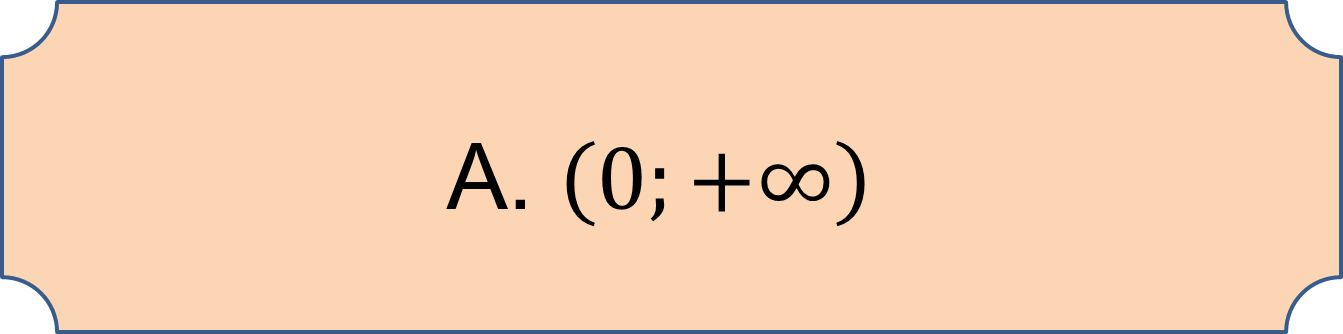 A. (0; +∞)